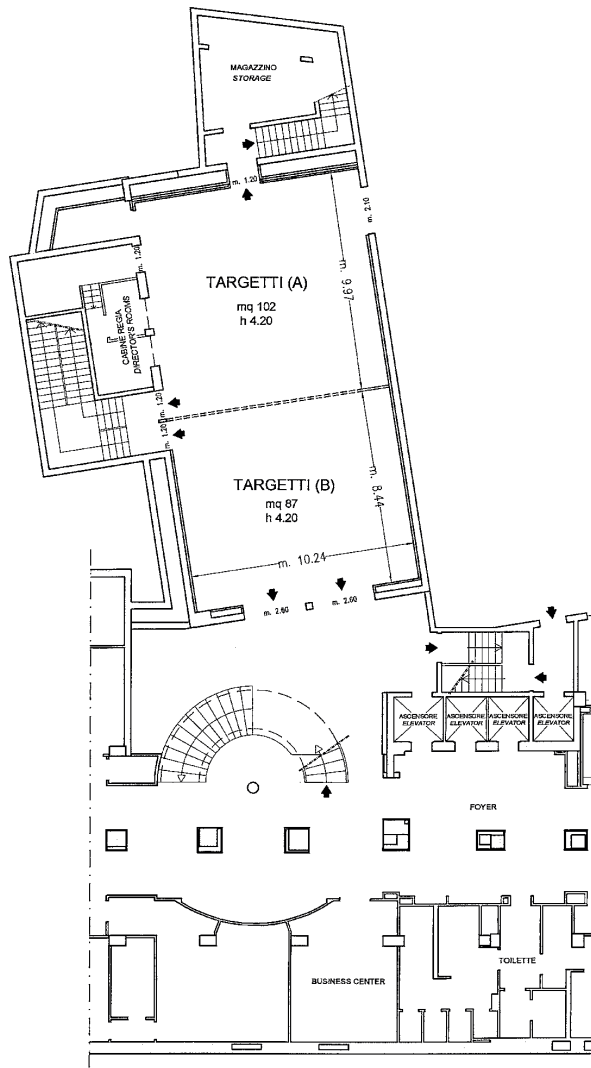 MAGAZZINO
STORAGE
m. 1.20
m. 2.10
m. 1.20
TARGETTI (A)
mq 102
h 4.20
m. 9.97
CABINE REGIA
DIRECTOR'S ROOMS
m. 1.20
m. 1.20
TARGETTI (B)
mq 87
h 4.20
m. 8.44
m. 10.24
m. 2.60
m. 2.60
ASCENSORE
ELEVATOR
ASCENSORE
ELEVATOR
ASCENSORE
ELEVATOR
ASCENSORE
ELEVATOR
FOYER
TOILETTE
BUSINESS CENTER